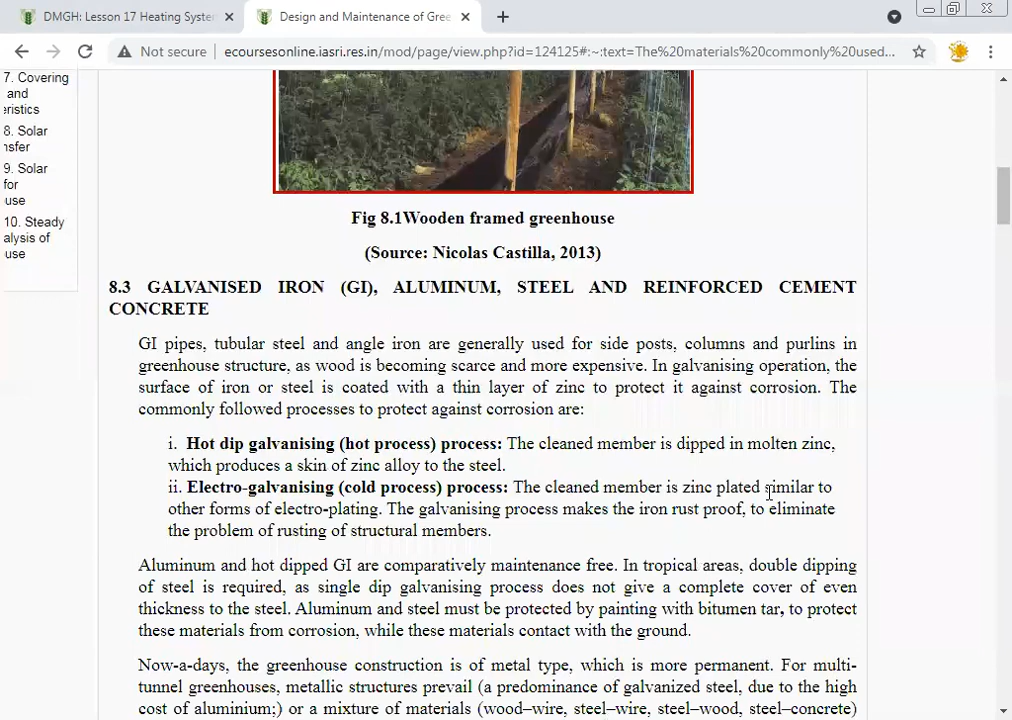 DMGH: Lesson 17 Heating Syste
Design and Maintenance of Gree
Not secure
ecoursesonline.iasri.res.in/mod/page/view.php?id=124125#:~:text=The%20materials%20commonly%20used...
7. Covering
and
eristics
8. Solar
nsfer
9. Solar
for
use
10. Steady
alysis of
use
Fig 8.1Wooden framed greenhouse
(Source: Nicolas Castilla, 2013)
8.3 GALVANISED IRON (GI), ALUMINUM, STEEL AND REINFORCED CEMENT
CONCRETE
GI pipes, tubular steel and angle iron are generally used for side posts, columns and purlins in
greenhouse structure, as wood is becoming scarce and more expensive. In galvanising operation, the
surface of iron or steel is coated with a thin layer of zinc to protect it against corrosion. The
commonly followed processes to protect against corrosion are:
i. Hot dip galvanising (hot process) process: The cleaned member is dipped in molten zinc,
which produces a skin of zinc alloy to the steel.
ii. Electro-galvanising (cold process) process: The cleaned member is zinc plated similar to
other forms of electro-plating. The galvanising process makes the iron rust proof, to eliminate
the problem of rusting of structural members.
Aluminum and hot dipped GI are comparatively maintenance free. In tropical areas, double dipping
of steel is required, as single dip galvanising process does not give a complete cover of even
thickness to the steel. Aluminum and steel must be protected by painting with bitumen tar, to protect
these materials from corrosion, while these materials contact with the ground.
Now-a-days, the greenhouse construction is of metal type, which is more permanent. For multi-
tunnel greenhouses, metallic structures prevail (a predominance of galvanized steel, due to the high
cost of aluminium;) or a mixture of materials (wood–wire, steel–wire, steel–wood, steel–concrete)